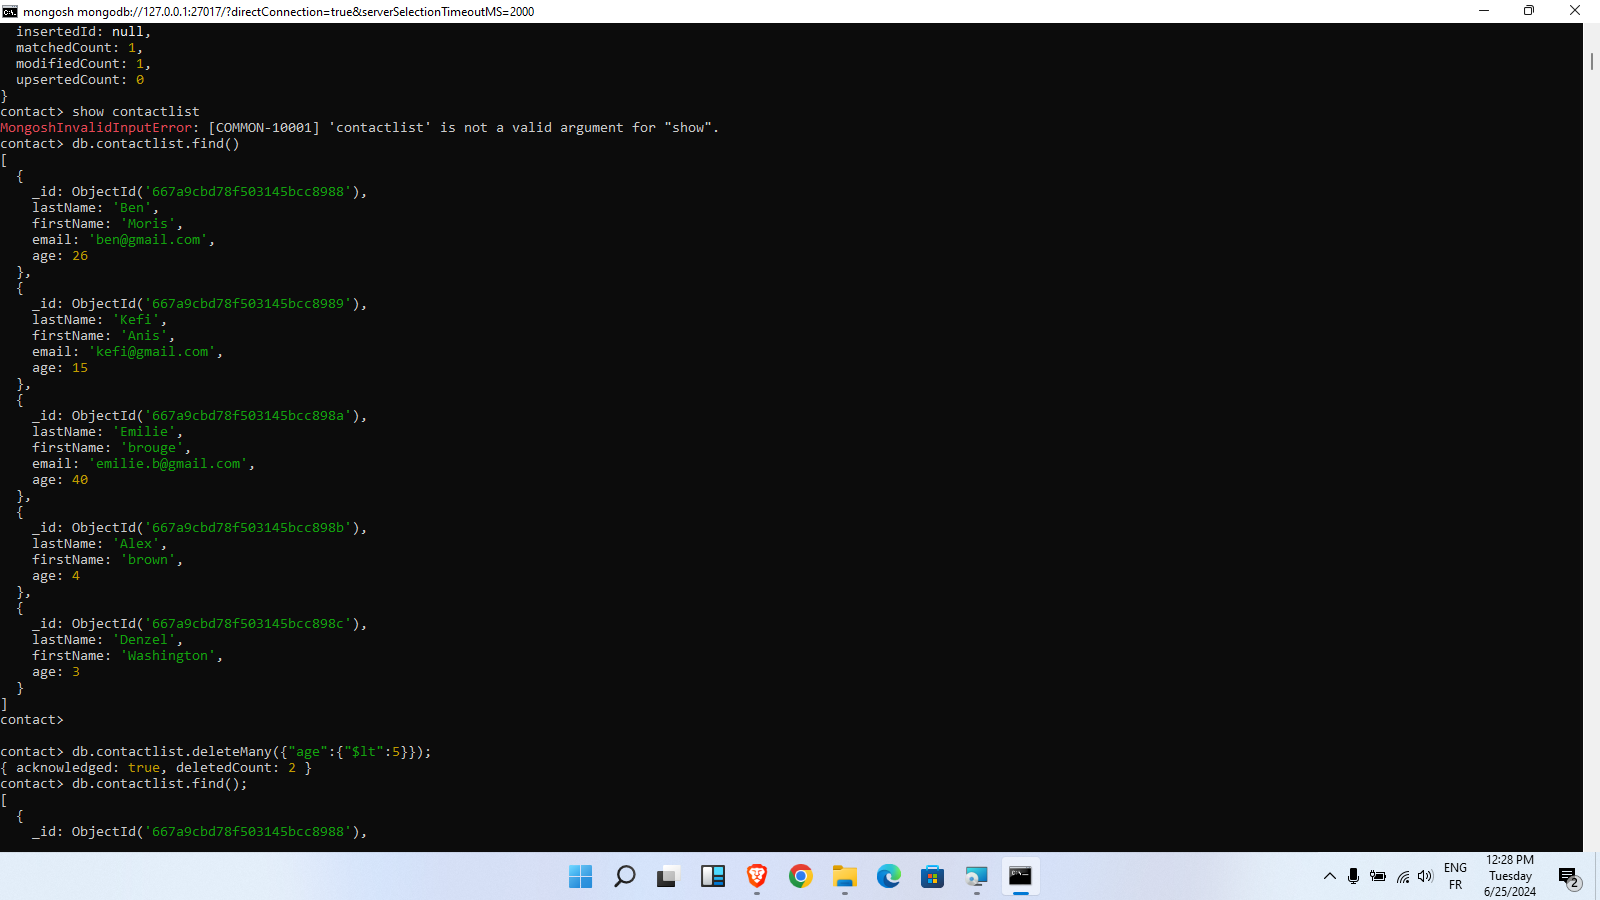 mongosh mongodb://127.0.0.1:27017/?directConnection=true&serverSelectionTimeoutMS=2000
  insertedId: null,
  matchedCount: 1,
  modifiedCount: 1,
  upsertedCount: 0
}
contact> show contactlist
MongoshInvalidInputError: [COMMON-10001] 'contactlist' is not a valid argument for "show".
contact> db.contactlist.find()
[
  {
    _id: ObjectId('667a9cbd78f503145bcc8988'),
    lastName: 'Ben',
    firstName: 'Moris',
    email: 'ben@gmail.com',
    age: 26
  },
  {
    _id: ObjectId('667a9cbd78f503145bcc8989'),
    lastName: 'Kefi',
    firstName: 'Anis',
    email: 'kefi@gmail.com',
    age: 15
  },
  {
    _id: ObjectId('667a9cbd78f503145bcc898a'),
    lastName: 'Emilie',
    firstName: 'brouge',
    email: 'emilie.b@gmail.com',
    age: 40
  },
  {
    _id: ObjectId('667a9cbd78f503145bcc898b'),
    lastName: 'Alex',
    firstName: 'brown',
    age: 4
  },
  {
    _id: ObjectId('667a9cbd78f503145bcc898c'),
    lastName: 'Denzel',
    firstName: 'Washington',
    age: 3
  }
]
contact>
contact> db.contactlist.deleteMany({"age":{"$lt":5}});
{ acknowledged: true, deletedCount: 2 }
contact> db.contactlist.find();
[
  {
    _id: ObjectId('667a9cbd78f503145bcc8988'),
ENG
FR
12:28 PM
Tuesday
6/25/2024
2